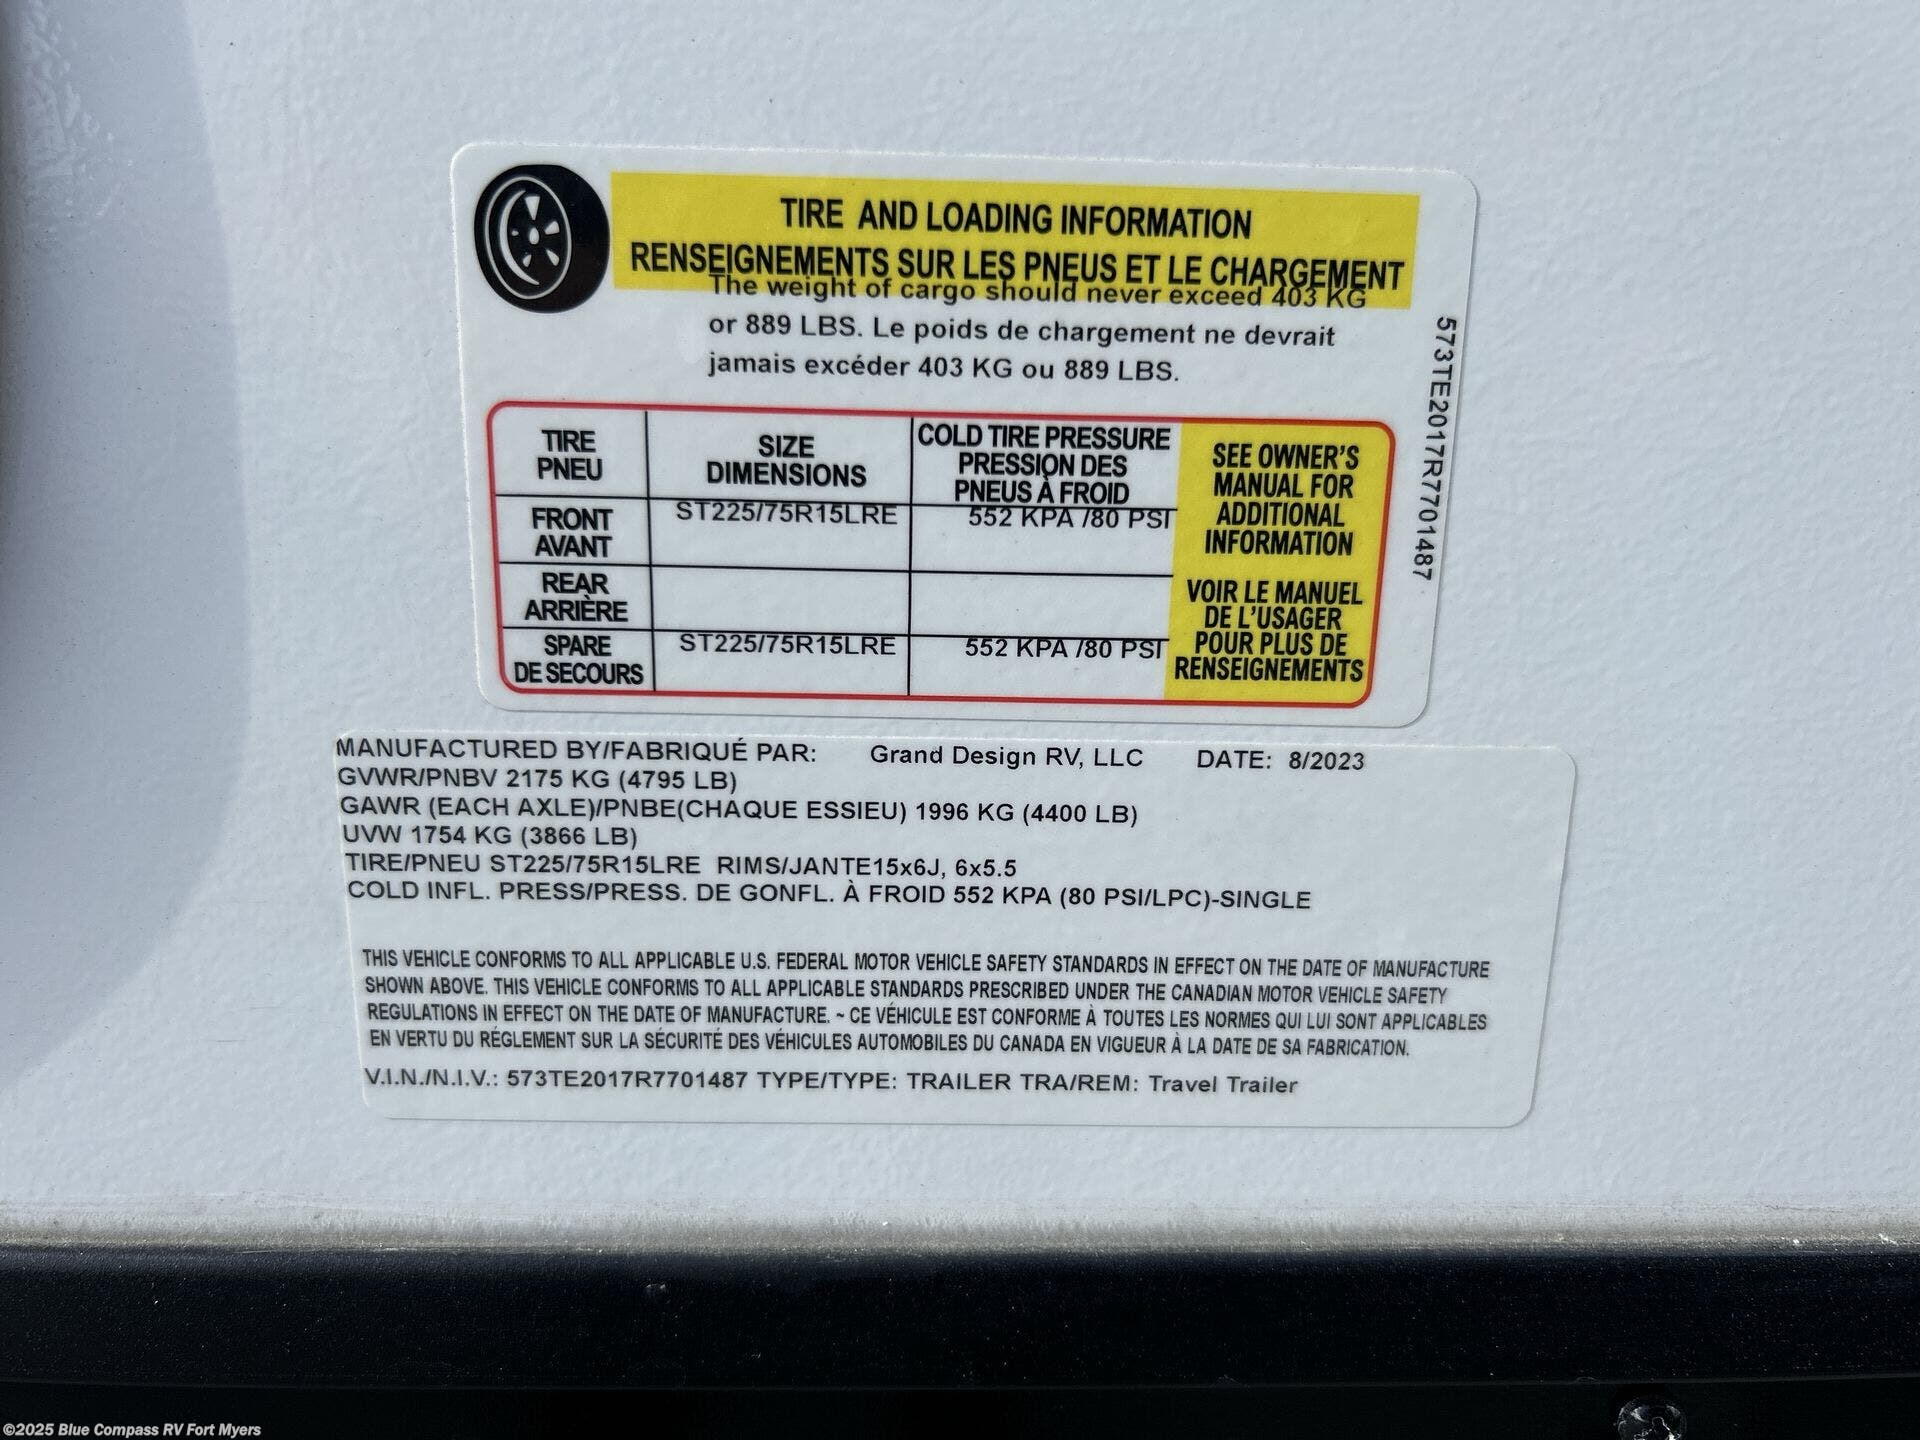 TIRE AND LOADING INFORMATION
RENSEIGNEMENTS SUR LES PNEUS ET LE CHARGEMENT
The weight of cargo should never exceed 403 KG
or 889 LBS. Le poids de chargement ne devrait
jamais excéder 403 KG ou 889 LBS.
573TE2017R7701487
TIRE
PNEU
SIZE
DIMENSIONS
COLD TIRE PRESSURE
PRESSION DES
PNEUS À FROID
FRONT
AVANT
ST225/75R15LRE
552 KPA /80 PSI
REAR
ARRIÈRE
SPARE
DE SECOURS
ST225/75R15LRE
552 KPA /80 PSI
SEE OWNER'S
MANUAL FOR
ADDITIONAL
INFORMATION
VOIR LE MANUEL
DE L'USAGER
POUR PLUS DE
RENSEIGNEMENTS
MANUFACTURED BY/FABRIQUÉ PAR: Grand Design RV, LLC DATE: 8/2023
GVWR/PNBV 2175 KG (4795 LB)
GAWR (EACH AXLE)/PNBE(CHAQUE ESSIEU) 1996 KG (4400 LB)
UVW 1754 KG (3866 LB)
TIRE/PNEU ST225/75R15LRE RIMS/JANTE15x6J, 6x5.5
COLD INFL. PRESS/PRESS. DE GONFL. À FROID 552 KPA (80 PSI/LPC)-SINGLE
THIS VEHICLE CONFORMS TO ALL APPLICABLE U.S. FEDERAL MOTOR VEHICLE SAFETY STANDARDS IN EFFECT ON THE DATE OF MANUFACTURE
SHOWN ABOVE. THIS VEHICLE CONFORMS TO ALL APPLICABLE STANDARDS PRESCRIBED UNDER THE CANADIAN MOTOR VEHICLE SAFETY
REGULATIONS IN EFFECT ON THE DATE OF MANUFACTURE. ~ CE VÉHICULE EST CONFORME À TOUTES LES NORMES QUI LUI SONT APPLICABLES
EN VERTU DU RÉGLEMENT SUR LA SÉCURITÉ DES VÉHICULES AUTOMOBILES DU CANADA EN VIGUEUR À LA DATE DE SA FABRICATION.
V.I.N./N.I.V.: 573TE2017R7701487 TYPE/TYPE: TRAILER TRA/REM: Travel Trailer
©2025 Blue Compass RV Fort Myers